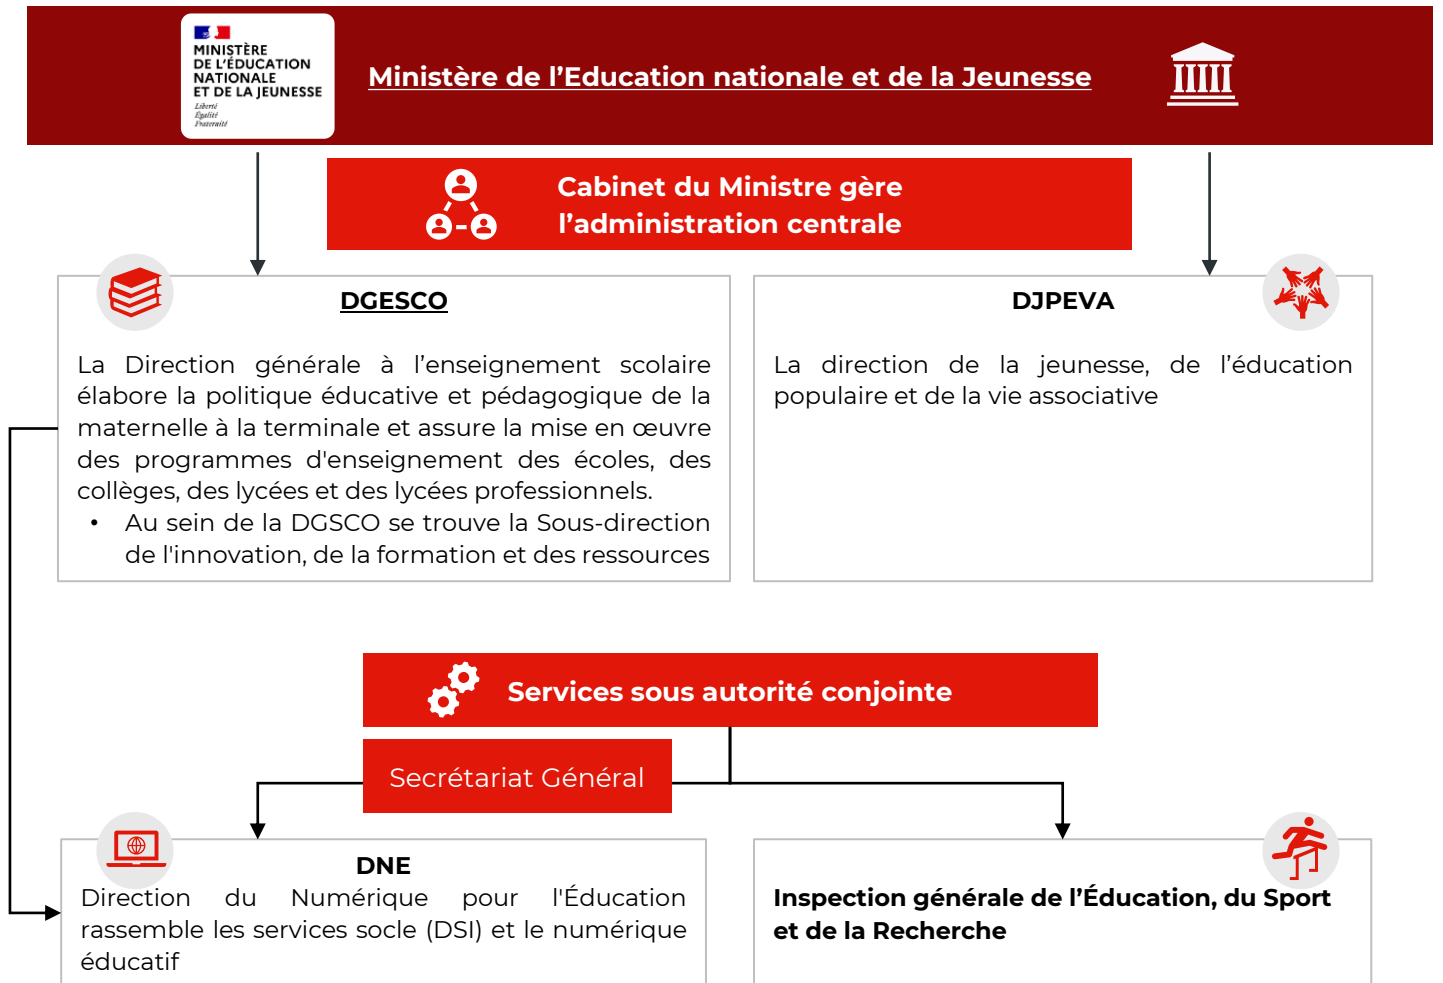 MINISTÈRE
DE L'ÉDUCATION
NATIONALE
ET DE LA JEUNESSE
Liberté
Égalité
Fraternité
Ministère de l’Education nationale et de la Jeunesse
Cabinet du Ministre gère
l’administration centrale
DGESCO
La Direction générale à l’enseignement scolaire
élabore la politique éducative et pédagogique de la
maternelle à la terminale et assure la mise en œuvre
des programmes d'enseignement des écoles, des
collèges, des lycées et des lycées professionnels.
• Au sein de la DGSCO se trouve la Sous-direction
de l'innovation, de la formation et des ressources
DJPEVA
La direction de la jeunesse, de l’éducation
populaire et de la vie associative
Services sous autorité conjointe
Secrétariat Général
DNE
Direction du Numérique pour l'Éducation
rassemble les services socle (DSI) et le numérique
éducatif
Inspection générale de l’Éducation, du Sport
et de la Recherche